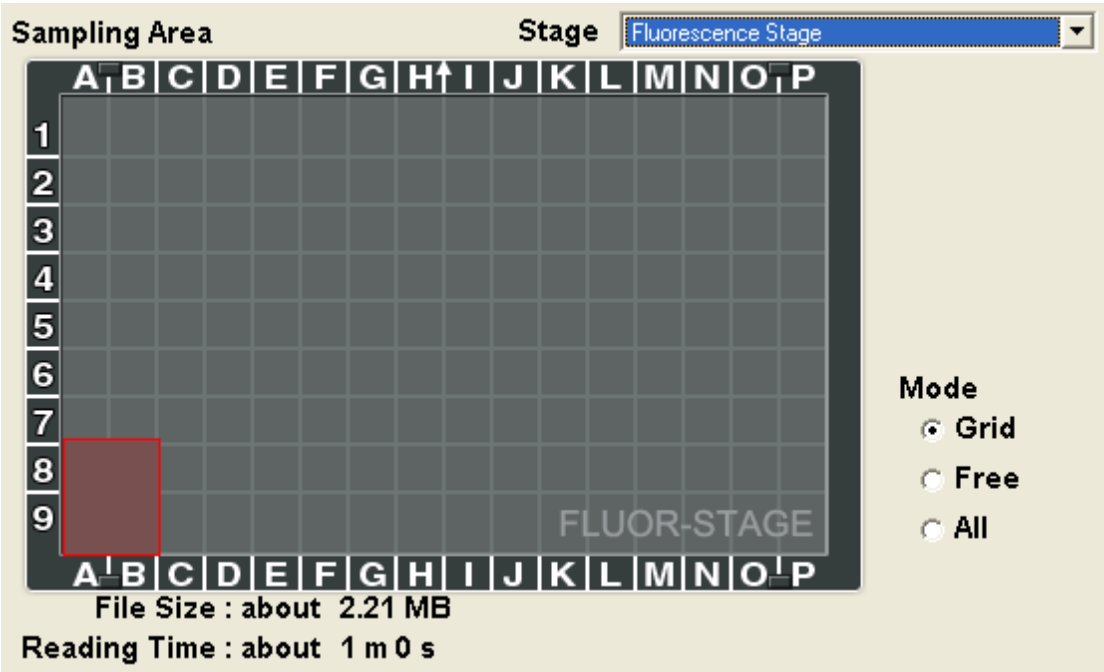 Sampling Area Stage Fluorescence Stage
A B C D E F G H I J K L M N O P
1
2
3
4
5
6
7
8
9
FLUOR-STAGE
A B C D E F G H I J K L M N O P
Mode
Grid
Free
All
File Size : about 2.21 MB
Reading Time : about 1 m 0 s